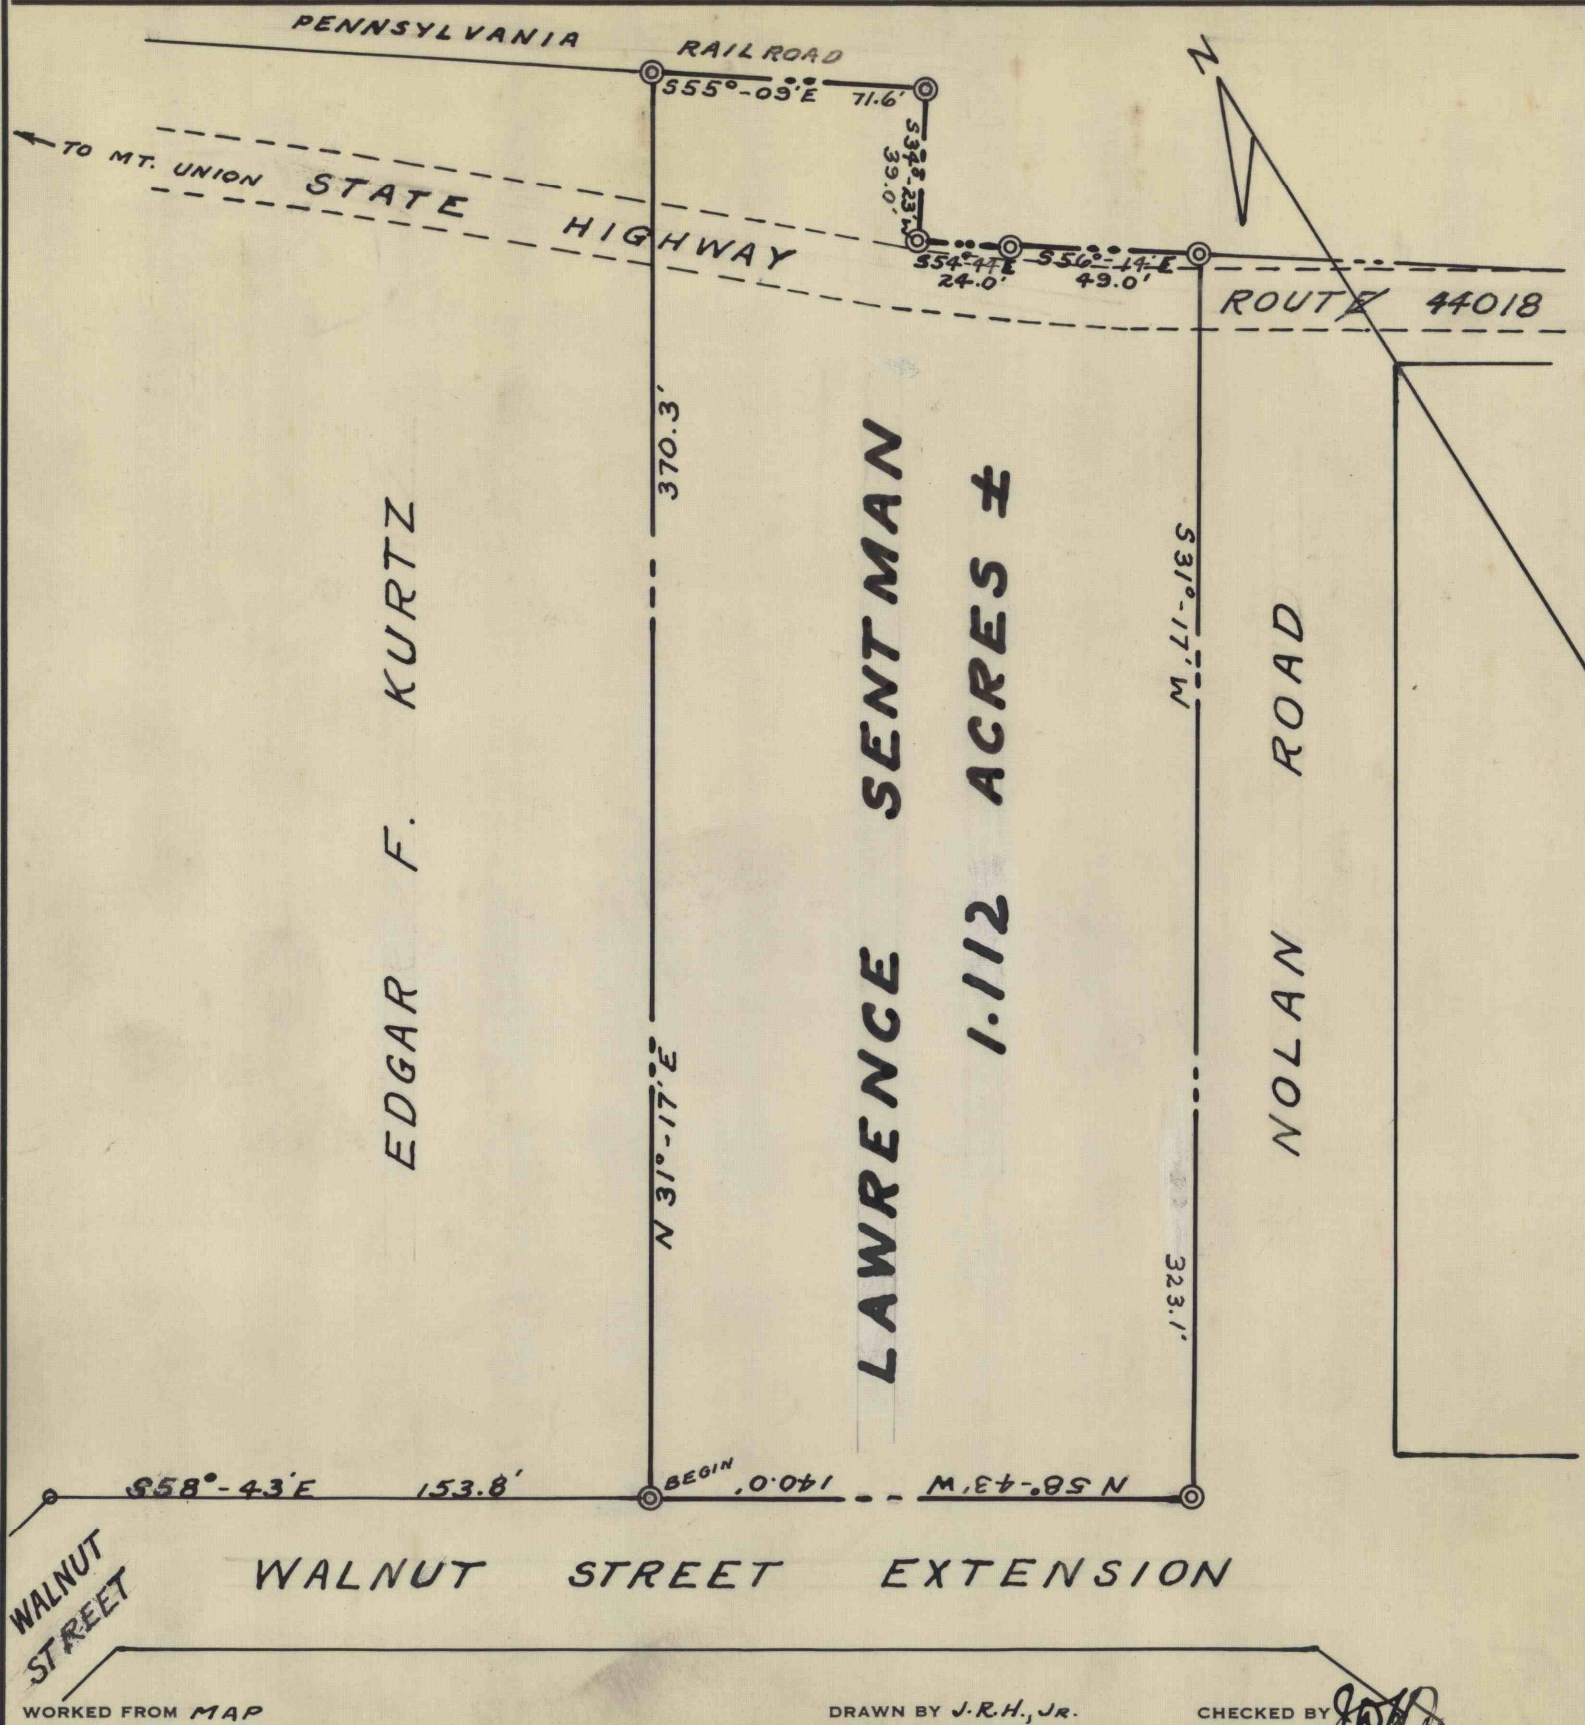 PENNSYLVANIA RAILROAD
N
S55°-09'E 71.6'
S34°-23'W
39.0'
TO MT. UNION STATE HIGHWAY
S54°-44'E
24.0'
S56°-14'E
49.0'
ROUTE 44018
370.3'
N 31°-17'E
S31°-17'W
323.1'
EDGAR F. KURTZ
LAWRENCE SENTMAN
1.112 ACRES ±
NOLAN ROAD
S58°-43'E 153.8'
BEGIN
N 58°-43'W 140.0'
WALNUT STREET EXTENSION
WALNUT
STREET
WORKED FROM MAP DRAWN BY J.R.H., JR. CHECKED BY